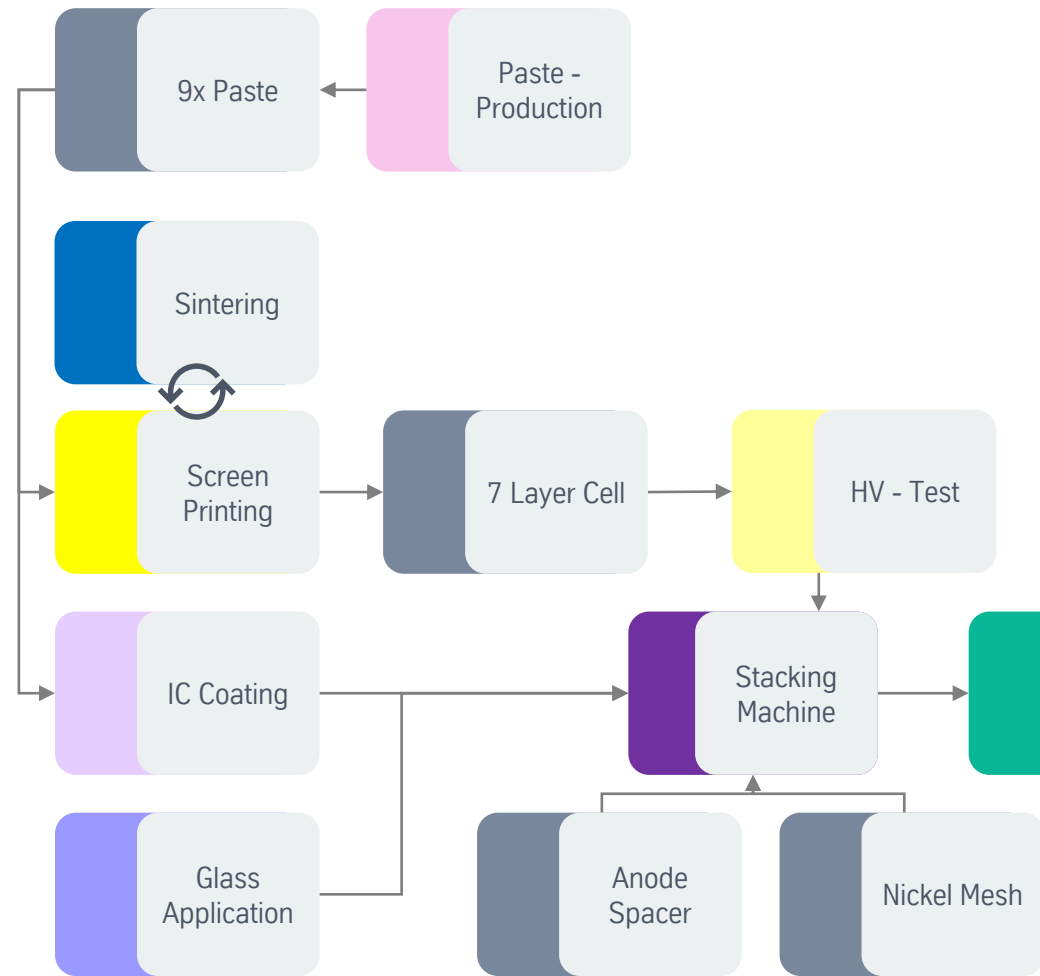 9x Paste
Paste -
Production
Sintering
Screen
Printing
7 Layer Cell
HV - Test
IC Coating
Stacking
Machine
Glass
Application
Anode
Spacer
Nickel Mesh